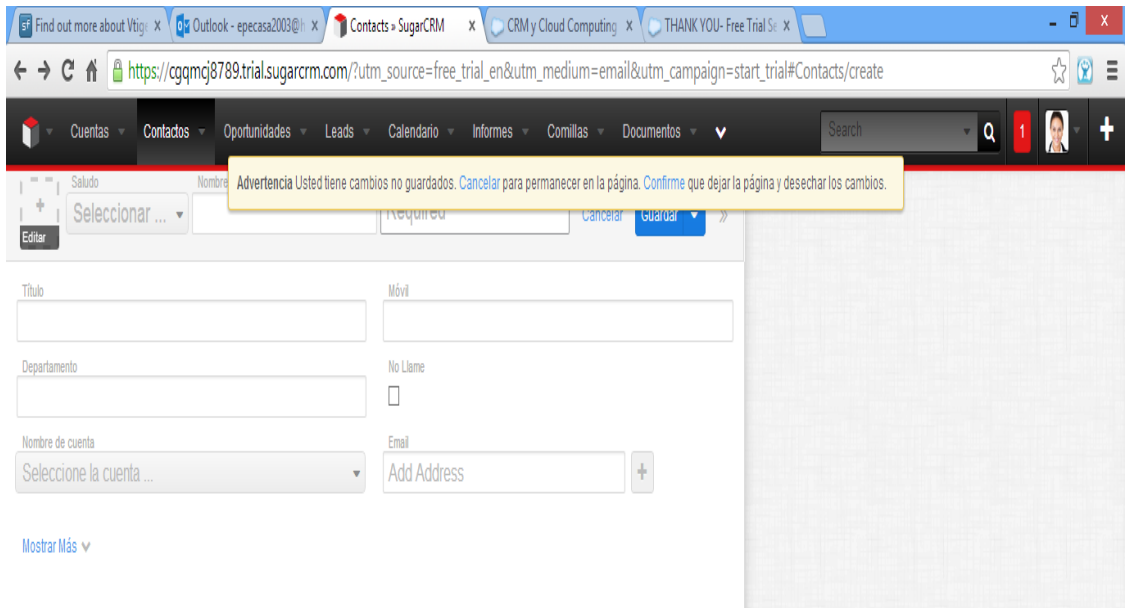 Find out more about Vtige
Outlook - epecasa2003@h
Contacts » SugarCRM
CRM y Cloud Computing
THANK YOU- Free Trial Se
https://cgqmcj8789.trial.sugarcrm.com/?utm_source=free_trial_en&utm_medium=email&utm_campaign=start_trial#Contacts/create
Cuentas Contactos Oportunidades Leads Calendario Informes Comillas Documentos Search 1
Advertencia Usted tiene cambios no guardados. Cancelar para permanecer en la página. Confirme que dejar la página y desechar los cambios.
Saludo Nombre
Seleccionar ... Required Cancelar Guardar
Editar
Título Móvil
Departamento No Llame
Nombre de cuenta Email
Seleccione la cuenta ... Add Address
Mostrar Más